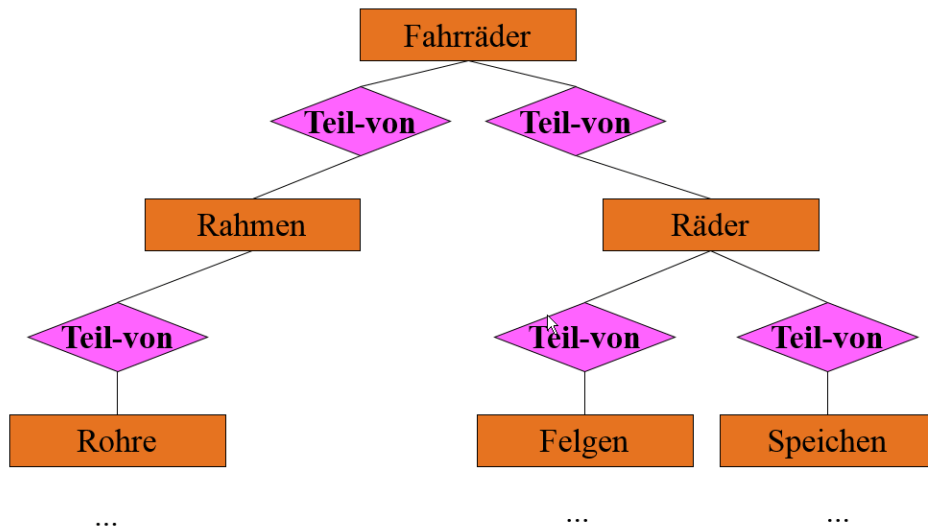 Fahrräder
Teil-von Teil-von
Rahmen Räder
Teil-von Teil-von Teil-von
Rohre Felgen Speichen
... ... ...